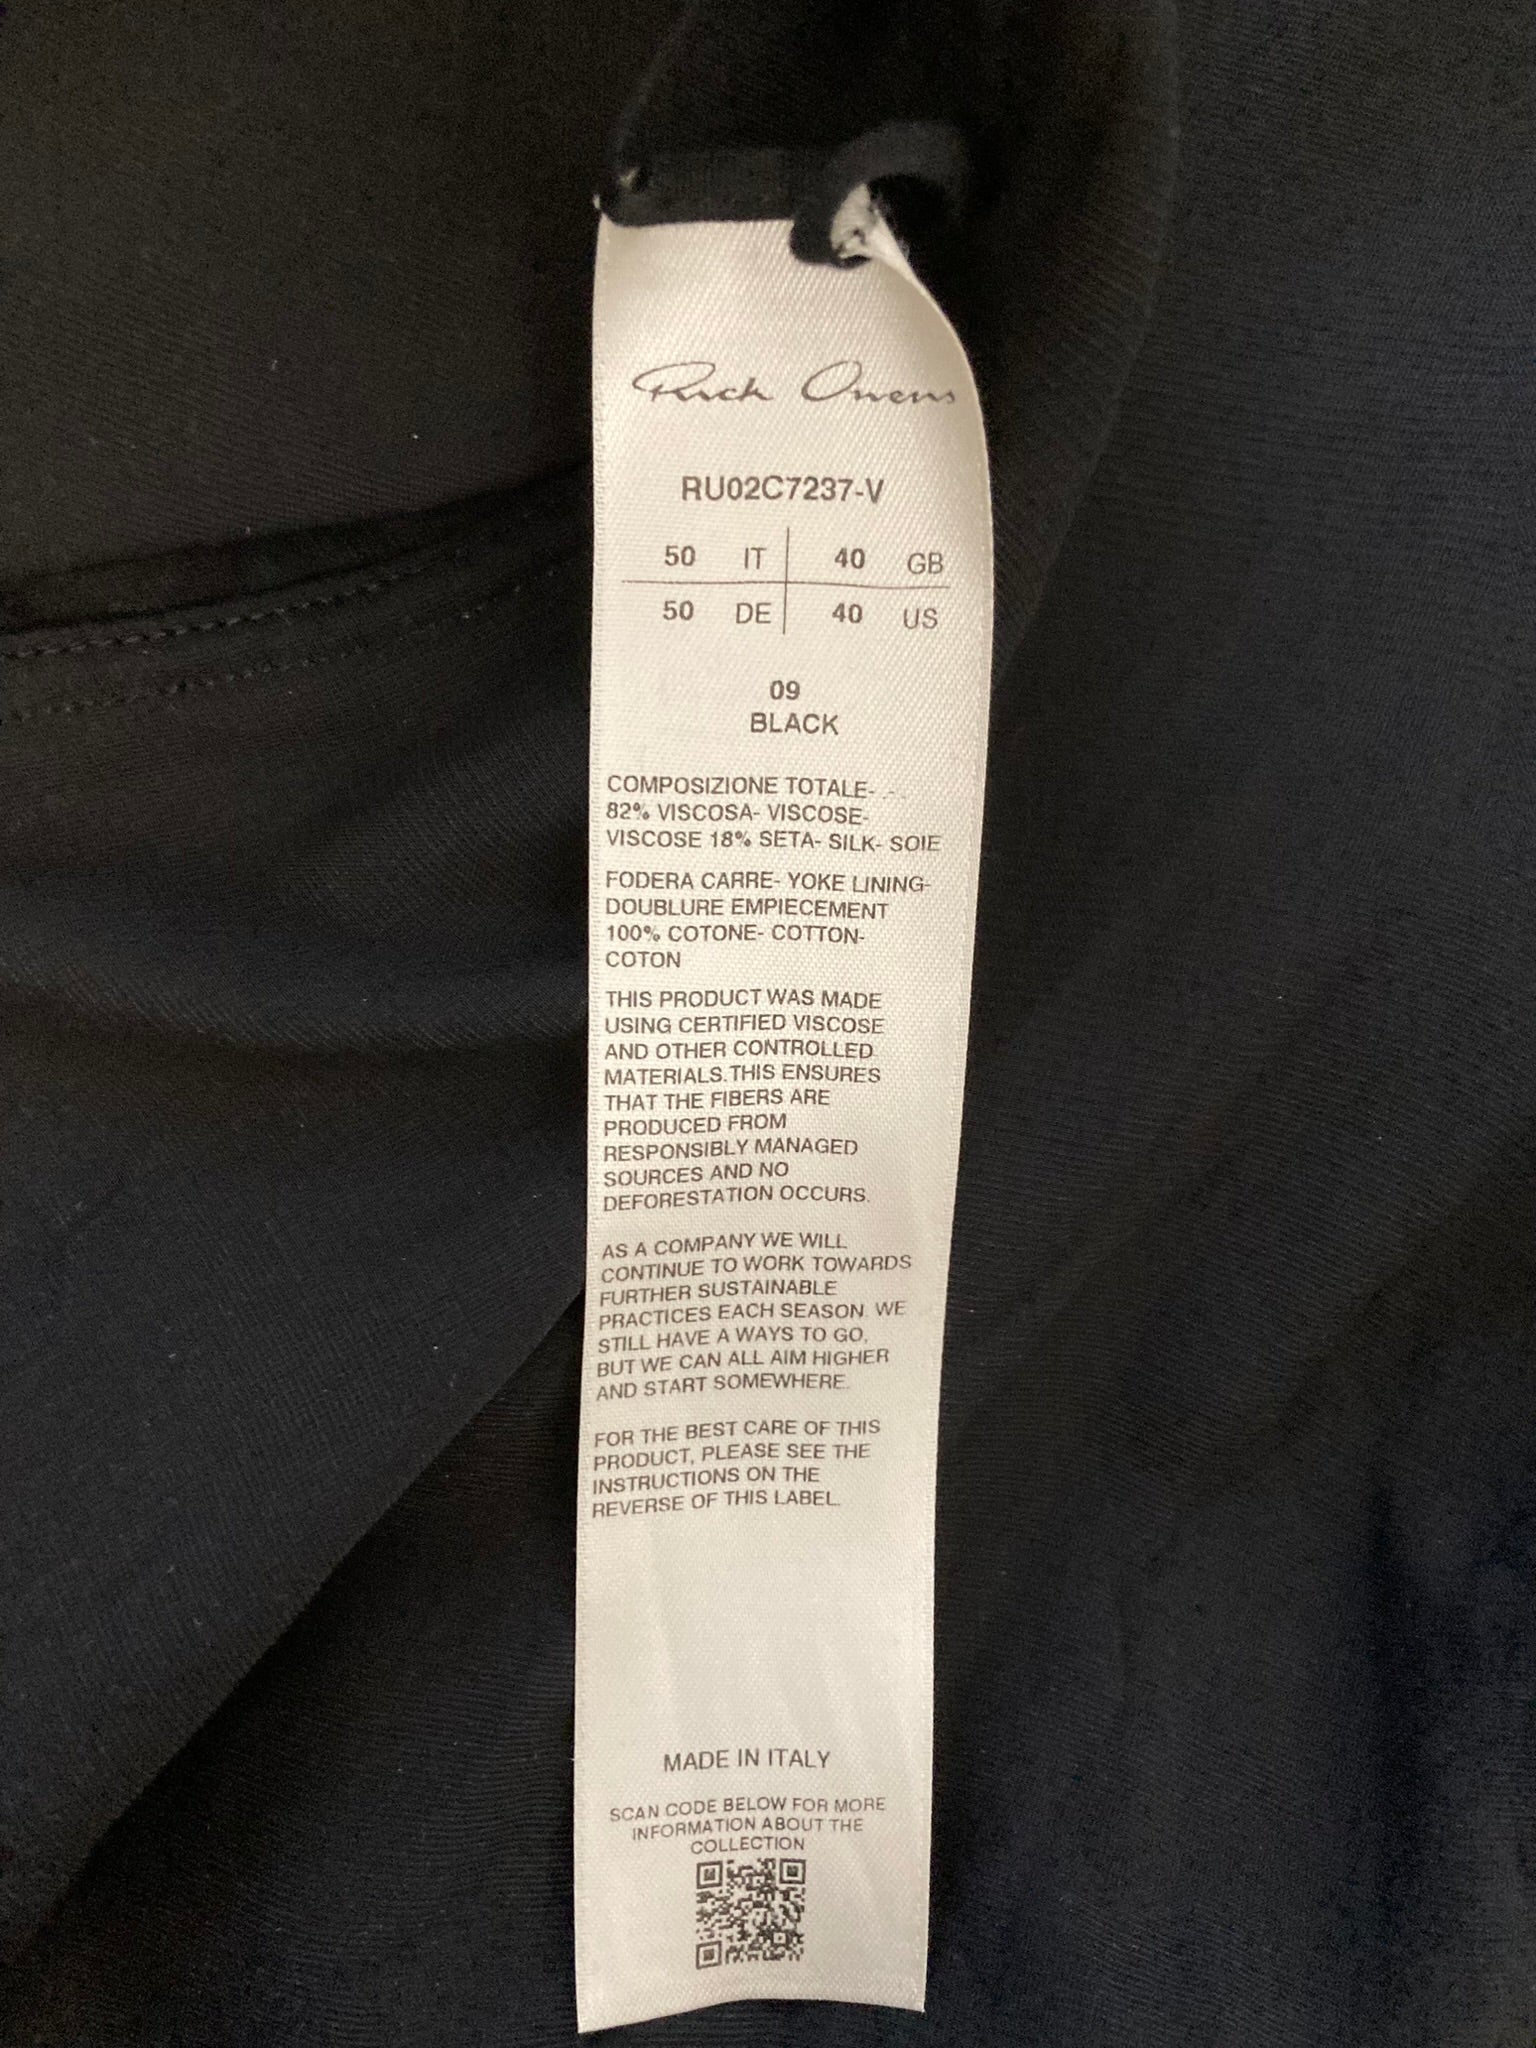 Rick Owens
RU02C7237-V
50 IT 40 GB
50 DE 40 US
09
BLACK
COMPOSIZIONE TOTALE- - -
82% VISCOSA- VISCOSE-
VISCOSE 18% SETA- SILK- SOIE
FODERA CARRE- YOKE LINING-
DOUBLURE EMPIECEMENT
100% COTONE- COTTON-
COTON
THIS PRODUCT WAS MADE
USING CERTIFIED VISCOSE
AND OTHER CONTROLLED
MATERIALS.THIS ENSURES
THAT THE FIBERS ARE
PRODUCED FROM
RESPONSIBLY MANAGED
SOURCES AND NO
DEFORESTATION OCCURS.
AS A COMPANY WE WILL
CONTINUE TO WORK TOWARDS
FURTHER SUSTAINABLE
PRACTICES EACH SEASON. WE
STILL HAVE A WAYS TO GO,
BUT WE CAN ALL AIM HIGHER
AND START SOMEWHERE.
FOR THE BEST CARE OF THIS
PRODUCT, PLEASE SEE THE
INSTRUCTIONS ON THE
REVERSE OF THIS LABEL.
MADE IN ITALY
SCAN CODE BELOW FOR MORE
INFORMATION ABOUT THE
COLLECTION